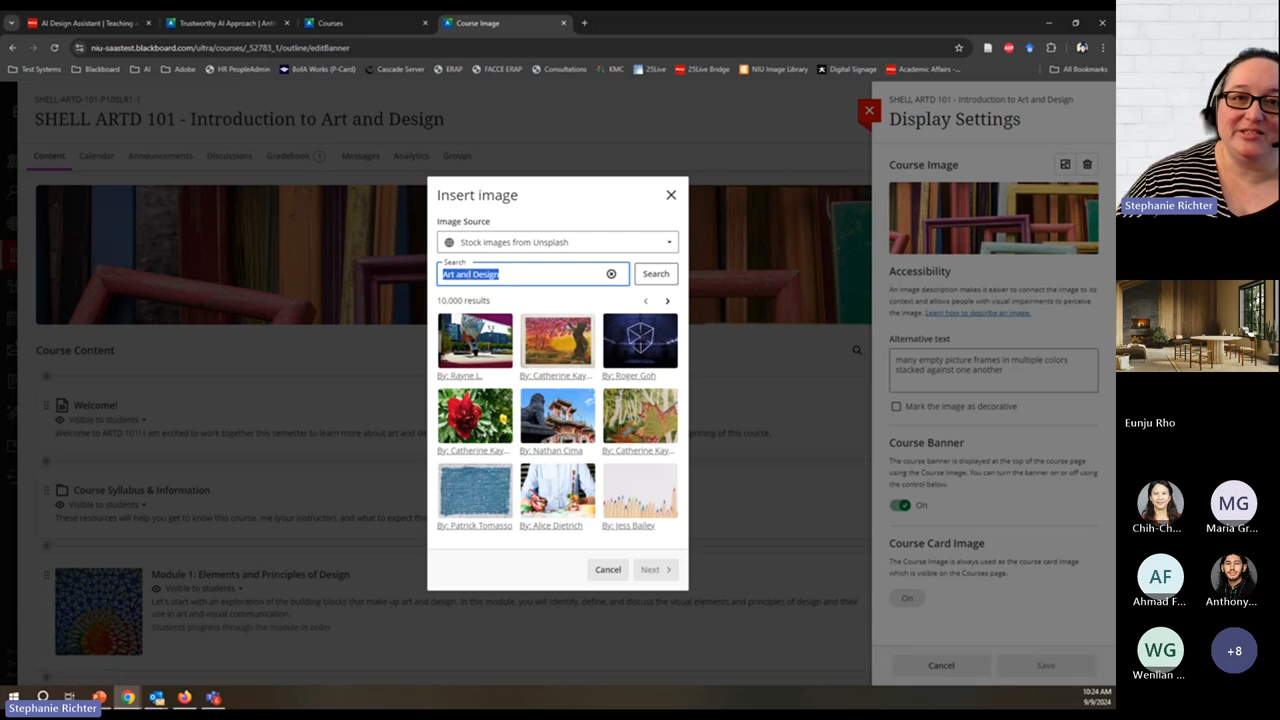 AI Design Assistant | Teaching a
Trustworthy AI Approach | Anth
Courses
Course Image
niu-saastest.blackboard.com/ultra/courses/_52783_1/outline/editBanner
Test Systems
Blackboard
AI
Adobe
HR PeopleAdmin
BofA Works (P-Card)
Cascade Server
ERAP
FACCE ERAP
Consultations
KMC
25Live
25Live Bridge
NIU Image Library
Digital Signage
Academic Affairs -...
All Bookmarks
SHELL-ARTD-101-P10SLR1-1
SHELL ARTD 101 - Introduction to Art and Design
Content
Calendar
Announcements
Discussions
Gradebook
Messages
Analytics
Groups
Course Content
Welcome!
Visible to students
Welcome to ARTD 101! I am excited to work together this semester to learn more about art and de
ginning of this course.
Course Syllabus & Information
Visible to students
These resources will help you get to know this course, me (your instructor), and what to expect the
Module 1: Elements and Principles of Design
Visible to students
Let's start with an exploration of the building blocks that make up art and design. In this module, you will identify, define, and discuss the visual elements and principles of design and their
use in art and visual communication.
Students progress through the module in order
Insert image
Image Source
Stock images from Unsplash
Search
Art and Design
Search
10,000 results
By: Rayne L.
By: Catherine Kay...
By: Roger Goh
By: Catherine Kay...
By: Nathan Cima
By: Catherine Kay...
By: Patrick Tomasso
By: Alice Dietrich
By: Jess Bailey
Cancel
Next
SHELL ARTD 101 - Introduction to Art and Design
Display Settings
Course Image
Accessibility
An image description makes it easier to connect the image to its
context and allows people with visual impairments to perceive
the image. Learn how to describe an image.
Alternative text
many empty picture frames in multiple colors
stacked against one another
Mark the image as decorative
Course Banner
The course banner is displayed at the top of the course page
using the Course Image. You can turn the banner on or off using
the control below.
On
Course Card Image
The Course Image is always used as the course card image
which is visible on the Courses page.
On
Cancel
Save
10:24 AM
9/9/2024
Stephanie Richter
Stephanie Richter
Eunju Rho
MG
Chih-Ch...
Maria Gr...
AF
Ahmad F...
Anthony...
WG
+8
Wenllan ...